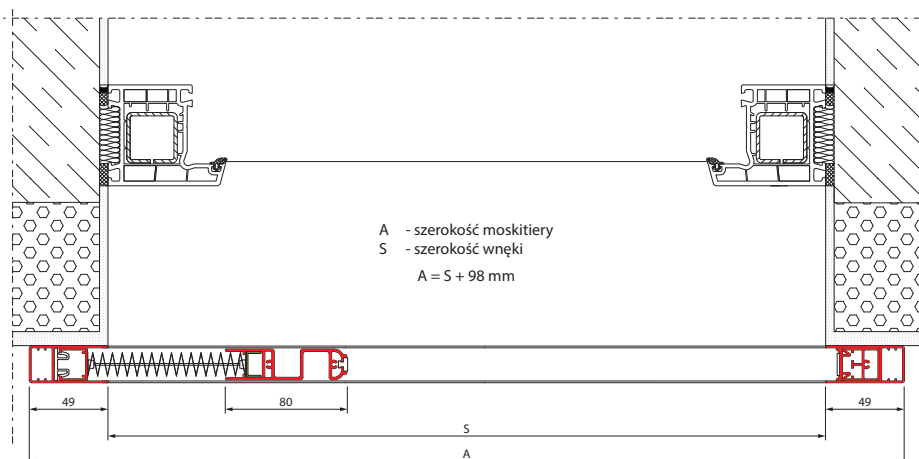 A - szerokość moskitiery
S - szerokość wnęki
A = S + 98 mm
49
80
49
S
A